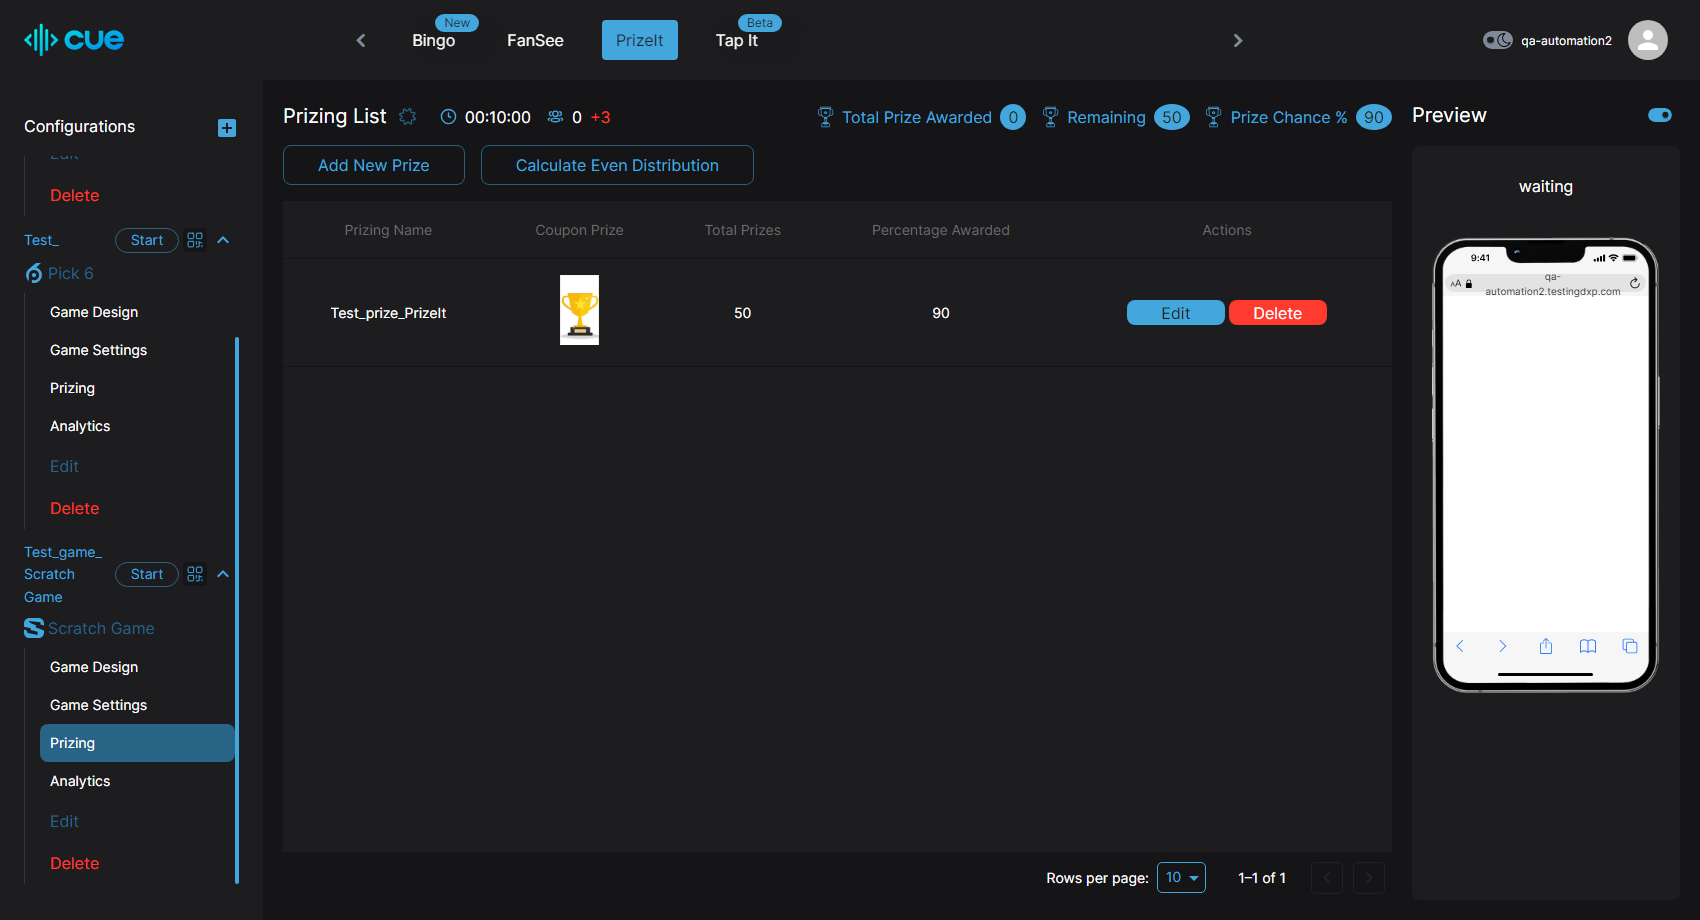 cue
Bingo
New
FanSee
PrizeIt
Tap It
Beta
qa-automation2
Configurations
Edit
Delete
Test_
Start
Pick 6
Game Design
Game Settings
Prizing
Analytics
Edit
Delete
Test_game_
Scratch
Game
Start
Scratch Game
Game Design
Game Settings
Prizing
Analytics
Edit
Delete
Prizing List 00:10:00 0 +3
Total Prize Awarded 0 Remaining 50 Prize Chance % 90
Add New Prize Calculate Even Distribution
Prizing Name Coupon Prize Total Prizes Percentage Awarded Actions
Test_prize_PrizeIt 50 90 Edit Delete
Rows per page: 10 1–1 of 1
Preview
waiting
9:41
AA qa-
automation2.testingdxp.com